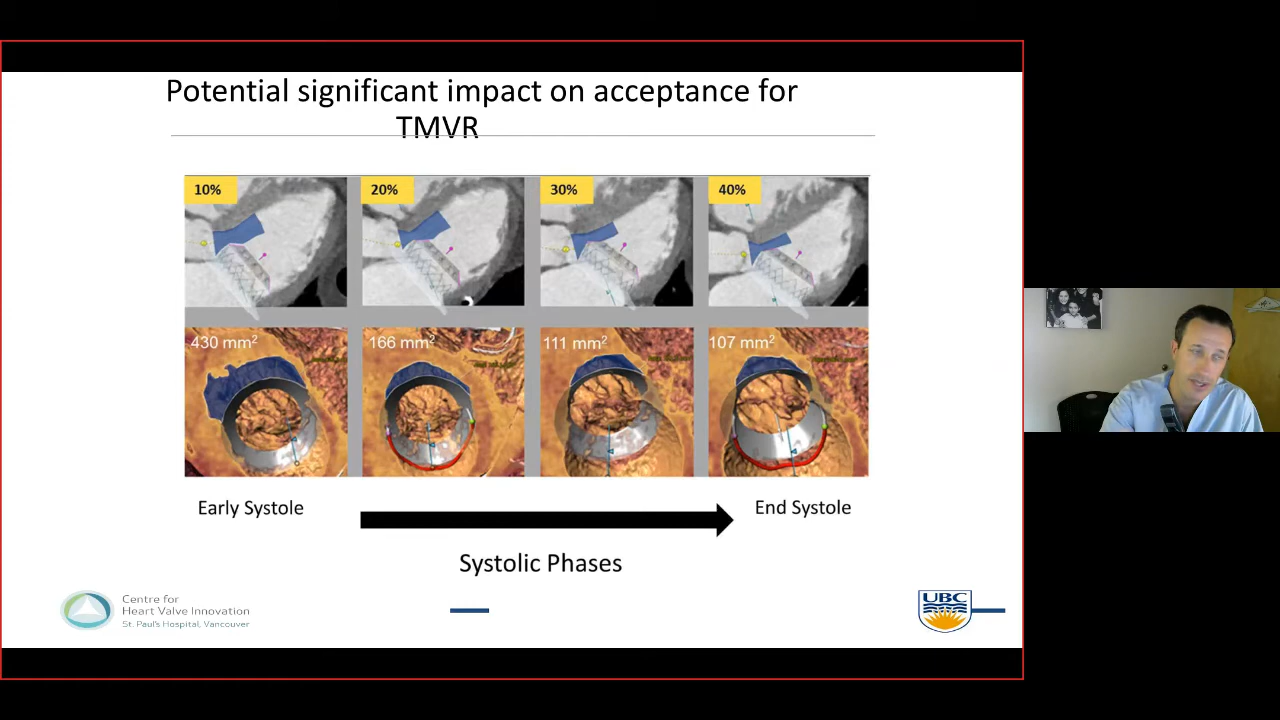 Potential significant impact on acceptance for
TMVR
10%
20%
30%
40%
430 mm²
166 mm²
111 mm²
107 mm²
Early Systole
End Systole
Systolic Phases
Centre for
Heart Valve Innovation
St. Paul's Hospital, Vancouver
UBC